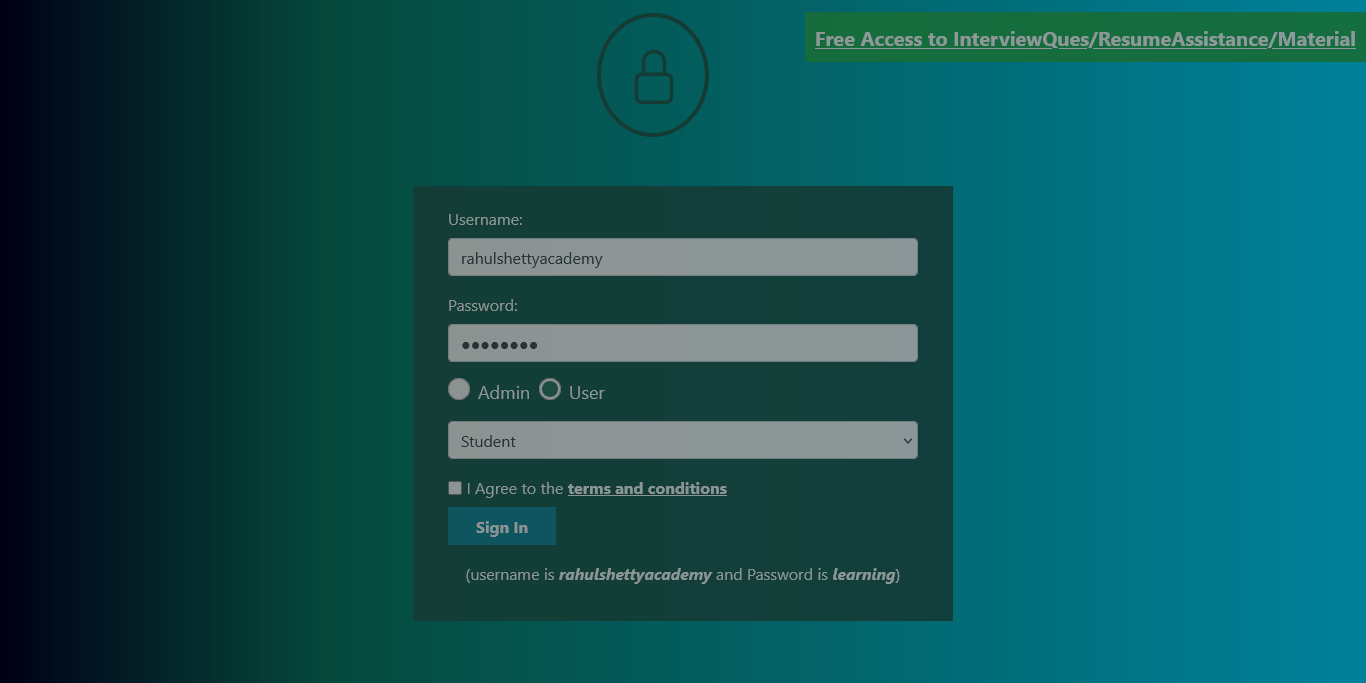 Free Access to InterviewQues/ResumeAssistance/Material
Username:
rahulshettyacademy
Password:
••••••••
Admin User
Student
I Agree to the terms and conditions
Sign In
(username is rahulshettyacademy and Password is learning)